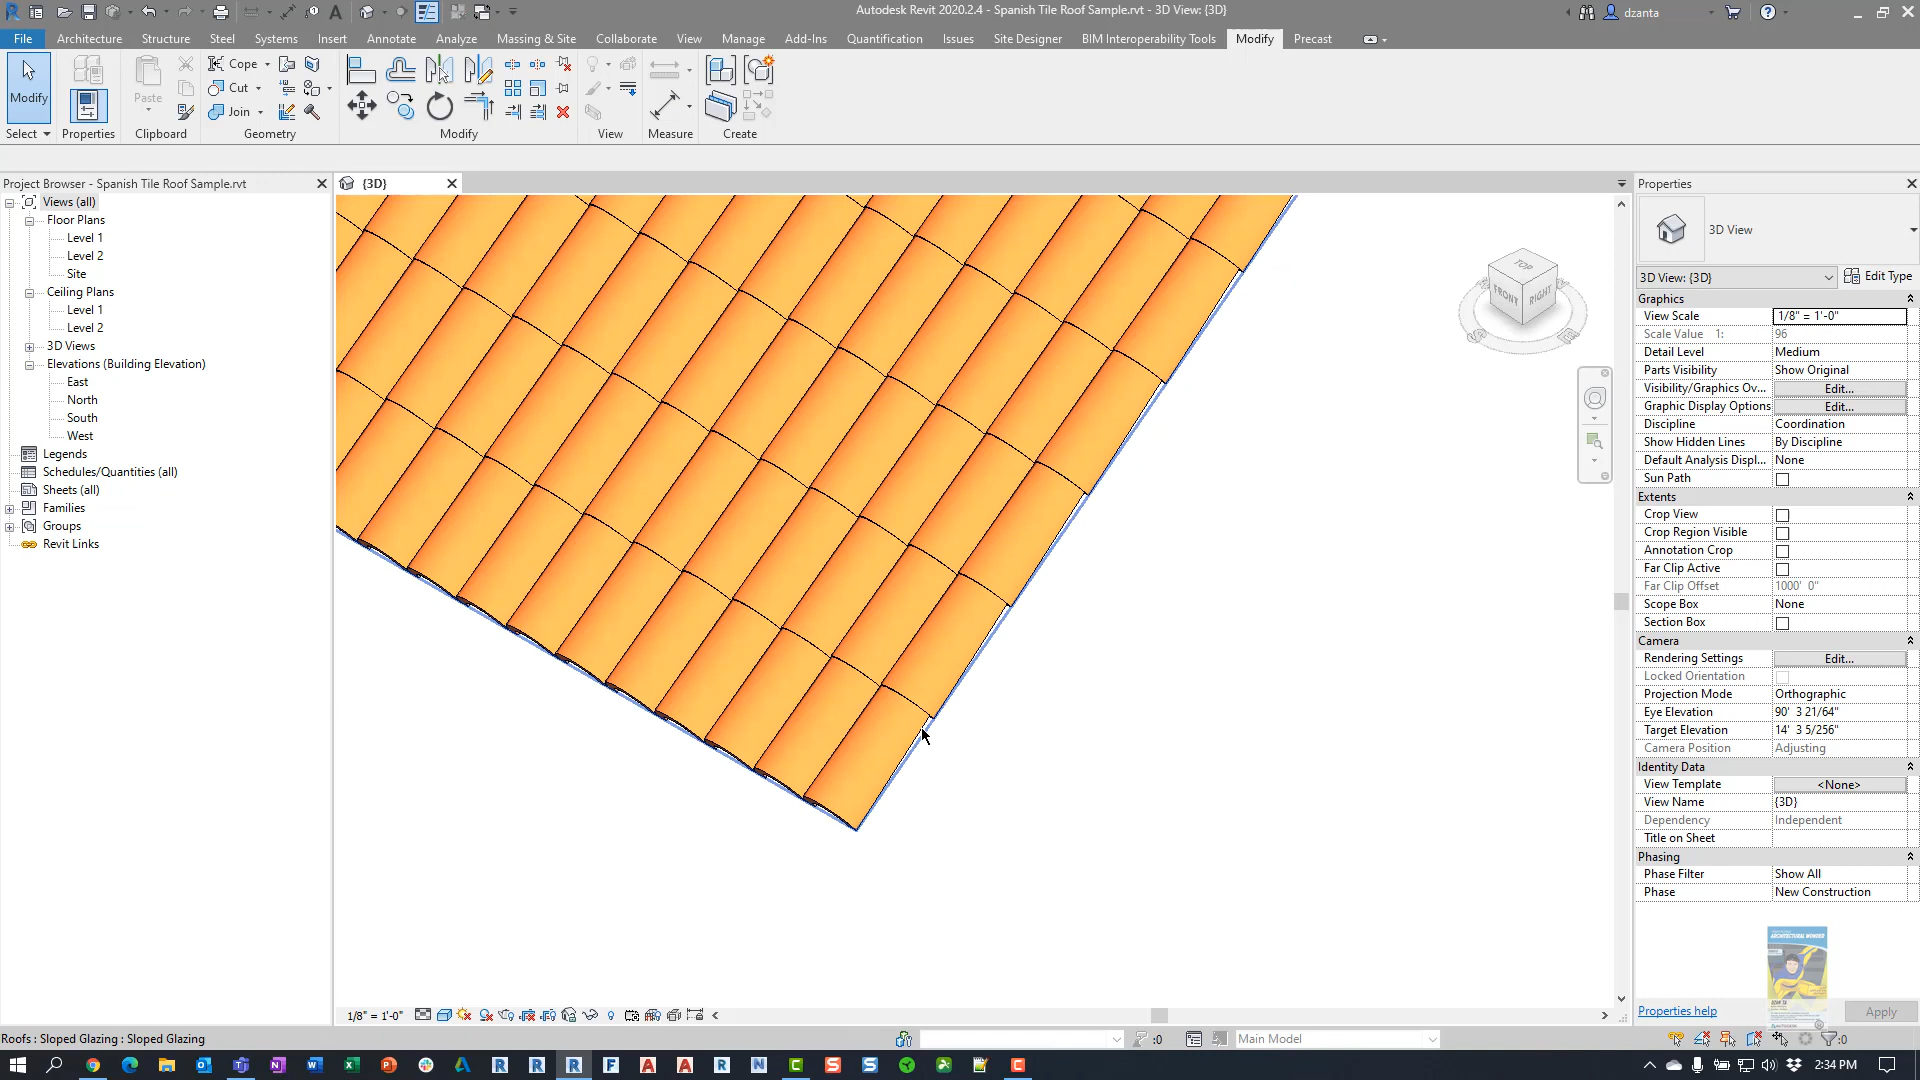 Autodesk Revit 2020.2.4 - Spanish Tile Roof Sample.rvt - 3D View: {3D}
dzanta
File Architecture Structure Steel Systems Insert Annotate Analyze Massing & Site Collaborate View Manage Add-Ins Quantification Issues Site Designer BIM Interoperability Tools Modify Precast
Modify
Paste
Cope
Cut
Join
Select Properties Clipboard Geometry Modify View Measure Create
Project Browser - Spanish Tile Roof Sample.rvt
Views (all)
Floor Plans
Level 1
Level 2
Site
Ceiling Plans
Level 1
Level 2
3D Views
Elevations (Building Elevation)
East
North
South
West
Legends
Schedules/Quantities (all)
Sheets (all)
Families
Groups
Revit Links
{3D}
TOP
FRONT
RIGHT
Properties
3D View
3D View: {3D} Edit Type
Graphics
View Scale 1/8" = 1'-0"
Scale Value 1: 96
Detail Level Medium
Parts Visibility Show Original
Visibility/Graphics Ov... Edit...
Graphic Display Options Edit...
Discipline Coordination
Show Hidden Lines By Discipline
Default Analysis Displ... None
Sun Path
Extents
Crop View
Crop Region Visible
Annotation Crop
Far Clip Active
Far Clip Offset 1000' 0"
Scope Box None
Section Box
Camera
Rendering Settings Edit...
Locked Orientation
Projection Mode Orthographic
Eye Elevation 90' 3 21/64"
Target Elevation 14' 3 5/256"
Camera Position Adjusting
Identity Data
View Template <None>
View Name {3D}
Dependency Independent
Title on Sheet
Phasing
Phase Filter Show All
Phase New Construction
ARCHITECTURAL WONDER
Properties help Apply
1/8" = 1'-0"
Roofs : Sloped Glazing : Sloped Glazing
:0
Main Model
:0
2:34 PM